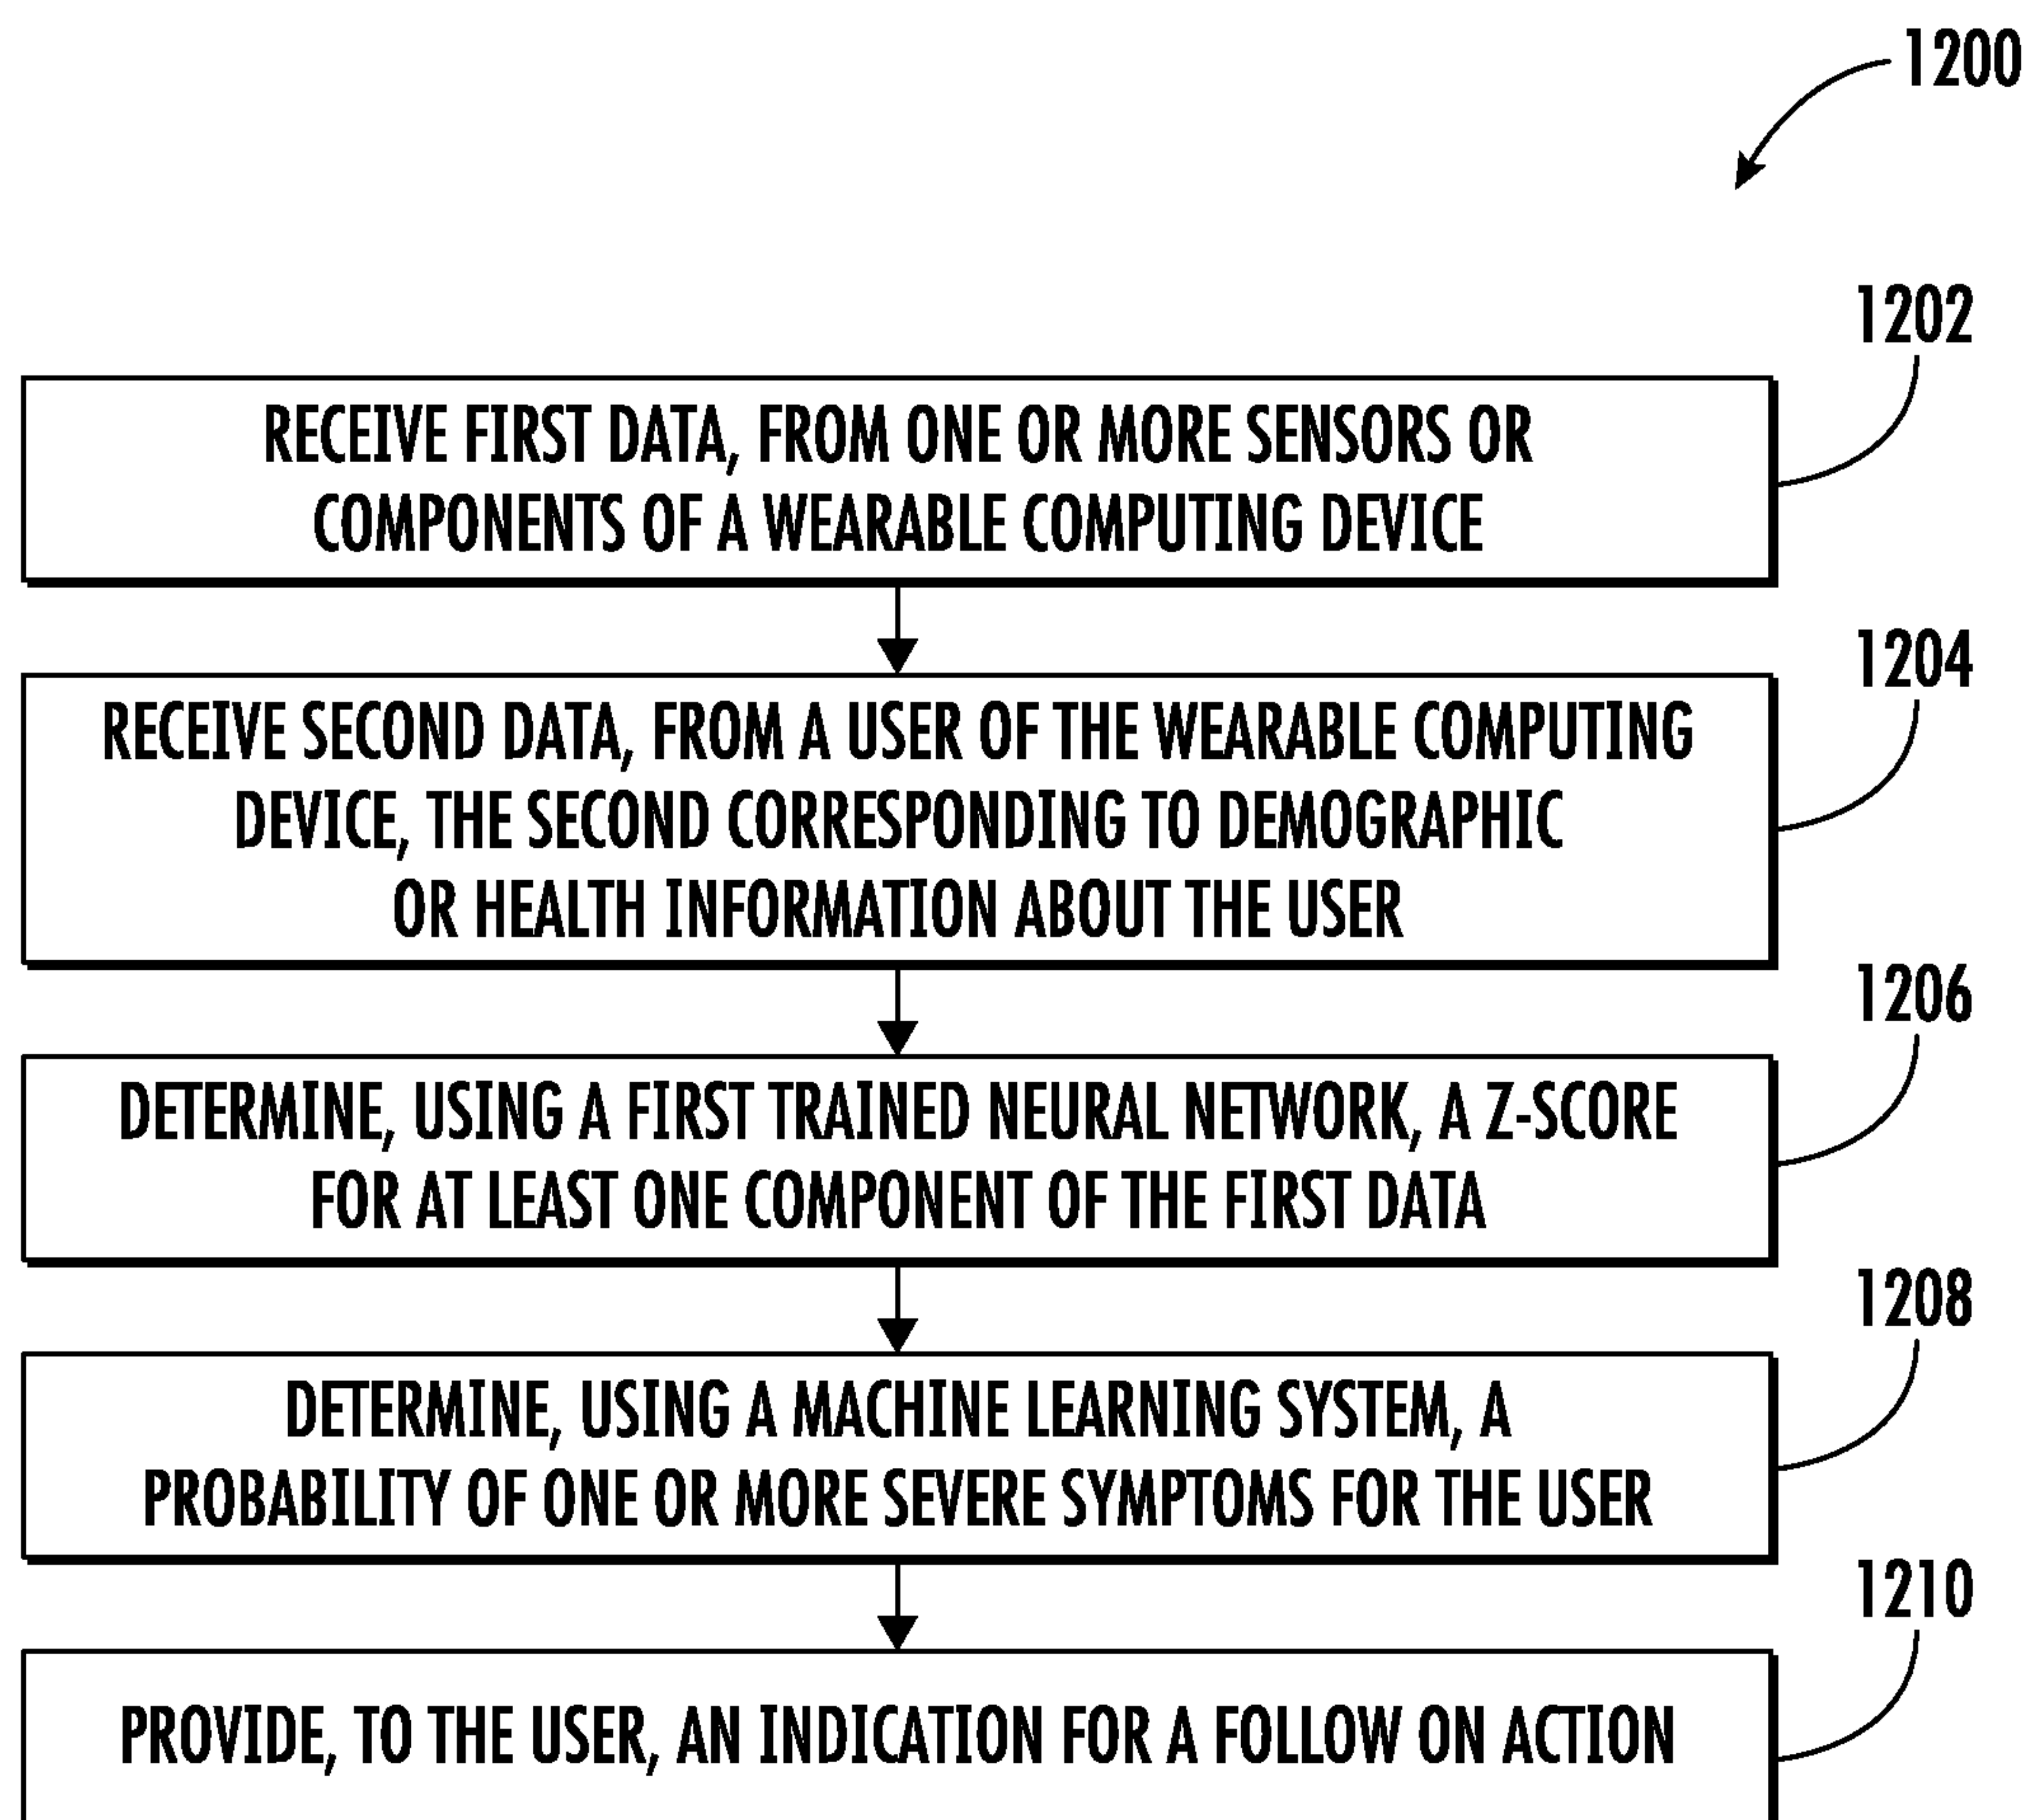 1200
1202
RECEIVE FIRST DATA, FROM ONE OR MORE SENSORS OR
COMPONENTS OF A WEARABLE COMPUTING DEVICE
1204
RECEIVE SECOND DATA, FROM A USER OF THE WEARABLE COMPUTING
DEVICE, THE SECOND CORRESPONDING TO DEMOGRAPHIC
OR HEALTH INFORMATION ABOUT THE USER
1206
DETERMINE, USING A FIRST TRAINED NEURAL NETWORK, A Z-SCORE
FOR AT LEAST ONE COMPONENT OF THE FIRST DATA
1208
DETERMINE, USING A MACHINE LEARNING SYSTEM, A
PROBABILITY OF ONE OR MORE SEVERE SYMPTOMS FOR THE USER
1210
PROVIDE, TO THE USER, AN INDICATION FOR A FOLLOW ON ACTION